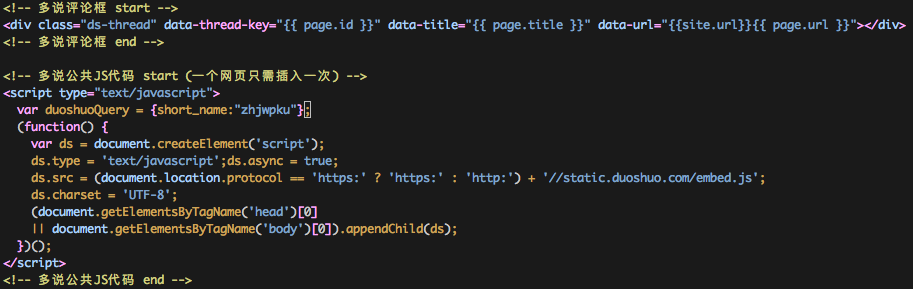 <!-- 多说评论框 start -->
<div class="ds-thread" data-thread-key="{{ page.id }}" data-title="{{ page.title }}" data-url="{{site.url}}{{ page.url }}"></div>
<!-- 多说评论框 end -->
<!-- 多说公共JS代码 start (一个网页只需插入一次) -->
<script type="text/javascript">
var duoshuoQuery = {short_name:"zhjwpku"};
(function() {
var ds = document.createElement('script');
ds.type = 'text/javascript';ds.async = true;
ds.src = (document.location.protocol == 'https:' ? 'https:' : 'http:') + '//static.duoshuo.com/embed.js';
ds.charset = 'UTF-8';
(document.getElementsByTagName('head')[0]
|| document.getElementsByTagName('body')[0]).appendChild(ds);
})();
</script>
<!-- 多说公共JS代码 end -->